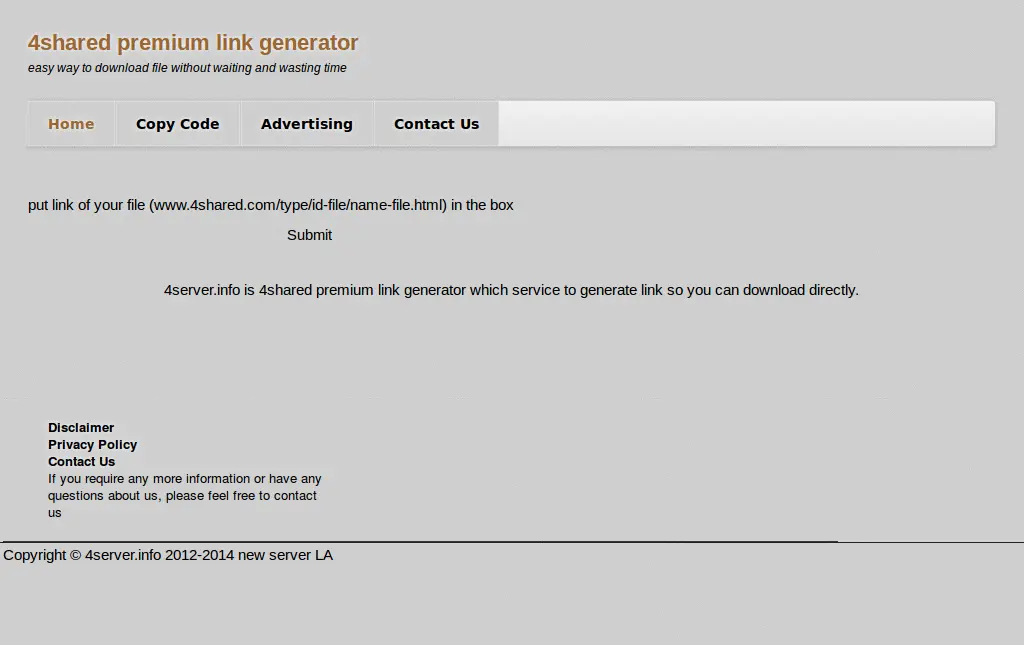 4shared premium link generator
easy way to download file without waiting and wasting time
Home Copy Code Advertising Contact Us
put link of your file (www.4shared.com/type/id-file/name-file.html) in the box
Submit
4server.info is 4shared premium link generator which service to generate link so you can download directly.
Disclaimer
Privacy Policy
Contact Us
If you require any more information or have any
questions about us, please feel free to contact
us
Copyright © 4server.info 2012-2014 new server LA